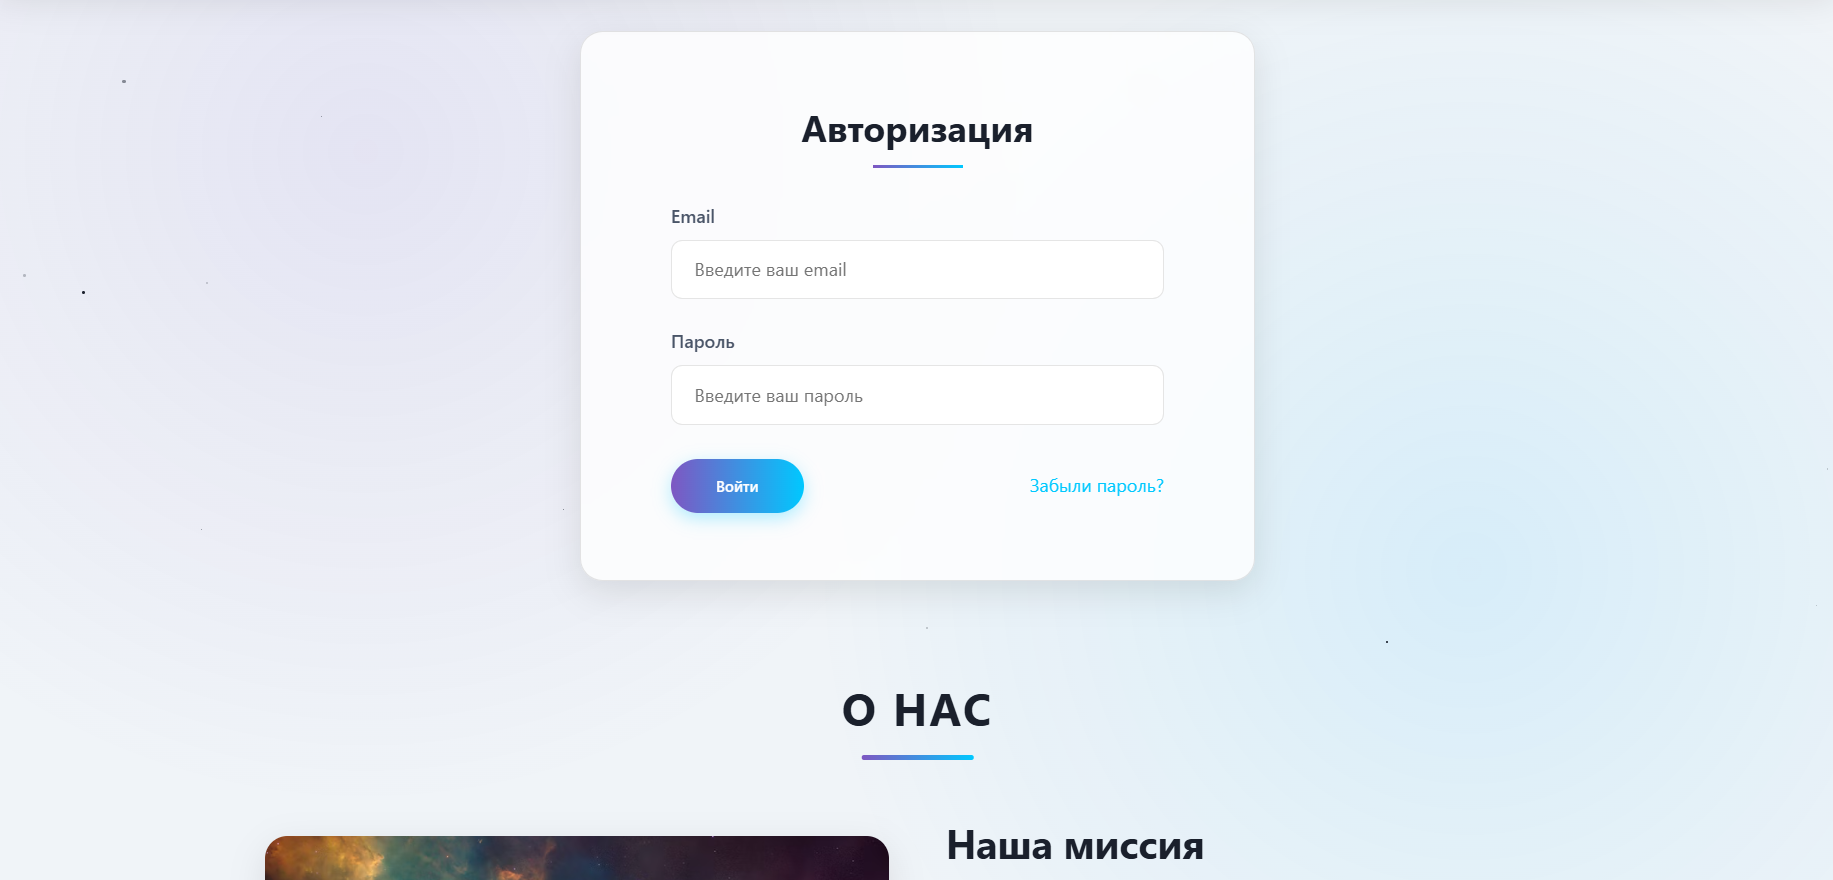 Авторизация
Email
Введите ваш email
Пароль
Введите ваш пароль
Войти
Забыли пароль?
О НАС
Наша миссия